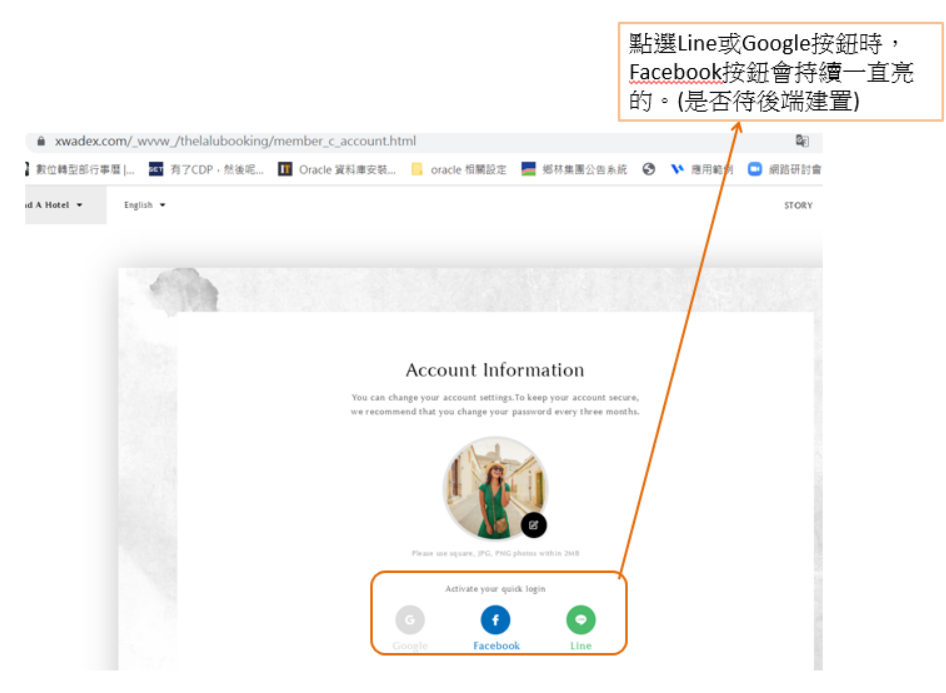 點選Line或Google按鈕時，
Facebook按鈕會持續一直亮
的。(是否待後端建置)
xwadex.com/_wvvw_/thelalubooking/member_c_account.html
數位轉型部行事曆 |... SET 有了CDP，然後呢... Oracle 資料庫安裝... oracle 相關設定 鄉林集團公告系統 應用範例 網路研討會
d A Hotel English STORY
Account Information
You can change your account settings.To keep your account secure,
we recommend that you change your password every three months.
Please use square, JPG, PNG photos within 2MB
Activate your quick login
G f
Google Facebook Line